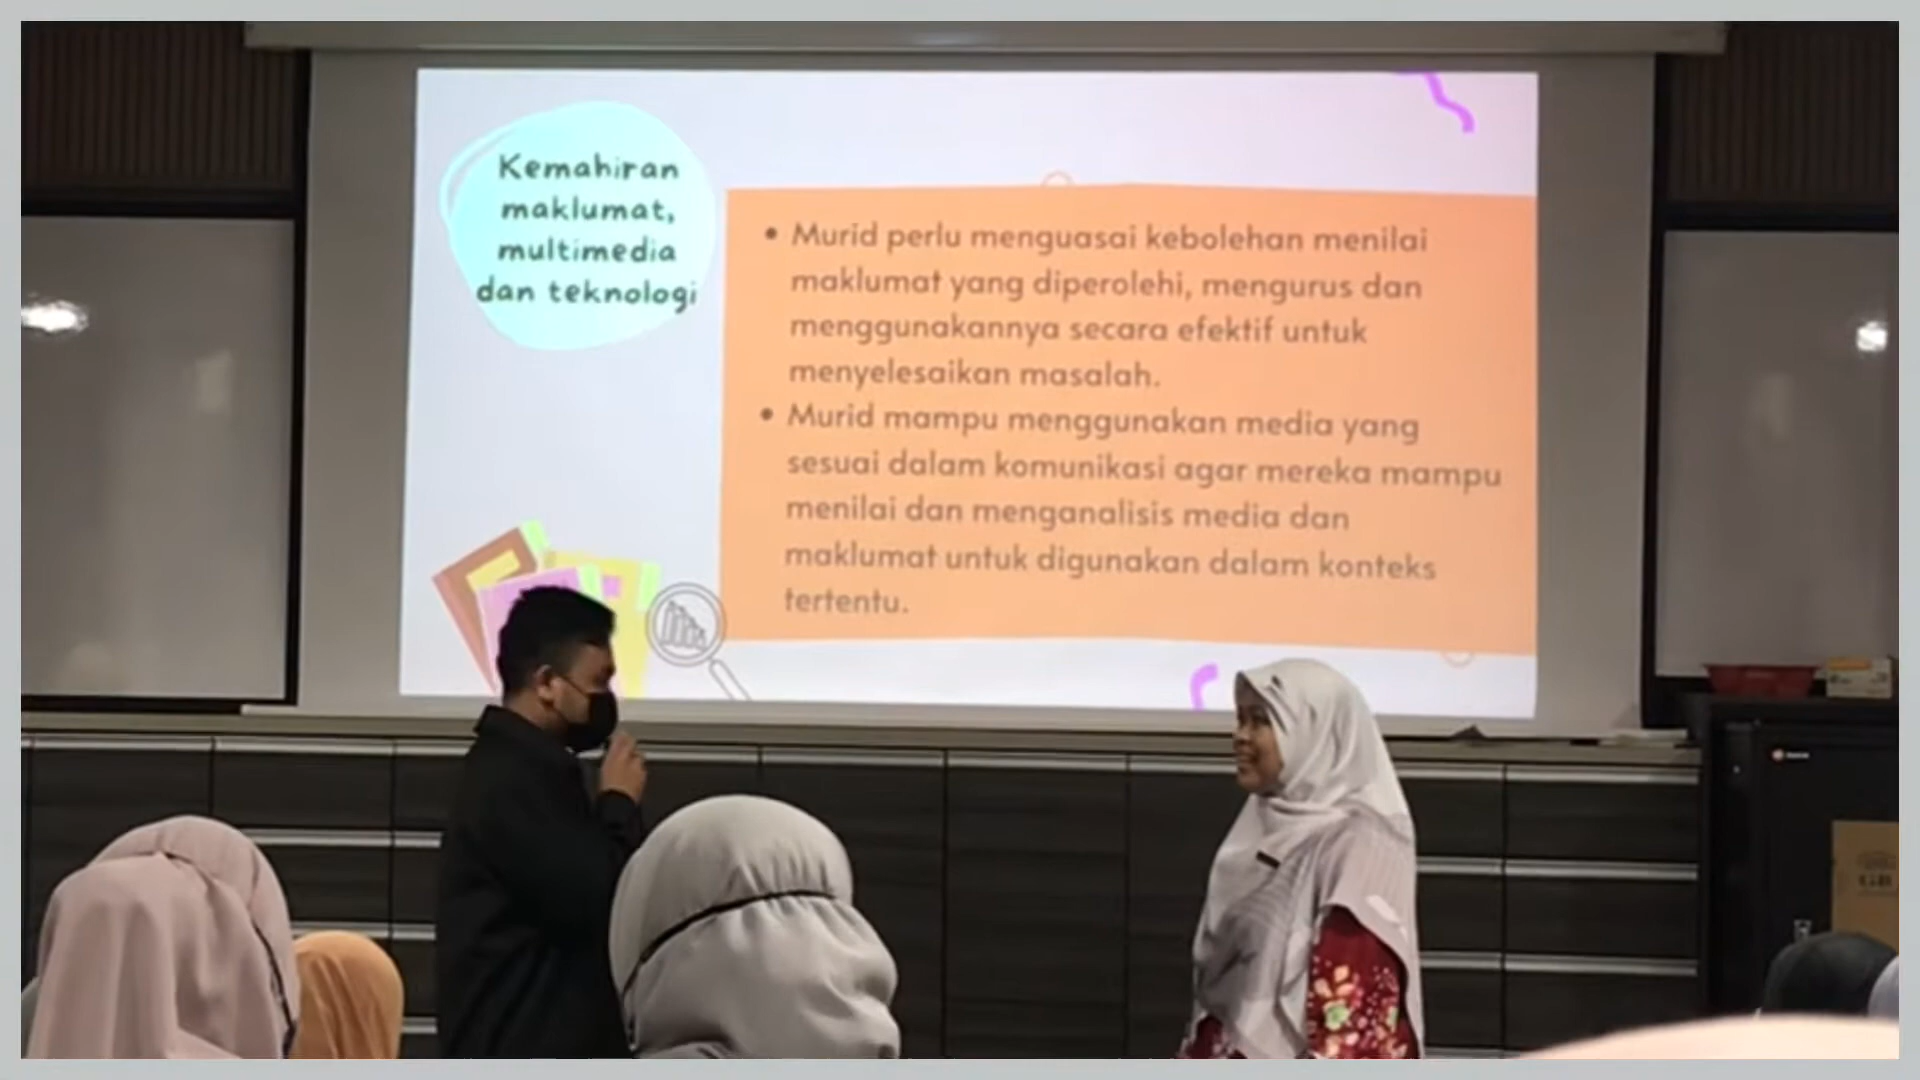 Kemahiran
maklumat,
multimedia
dan teknologi
• Murid perlu menguasai kebolehan menilai
maklumat yang diperolehi, mengurus dan
menggunakannya secara efektif untuk
menyelesaikan masalah.
• Murid mampu menggunakan media yang
sesuai dalam komunikasi agar mereka mampu
menilai dan menganalisis media dan
maklumat untuk digunakan dalam konteks
tertentu.